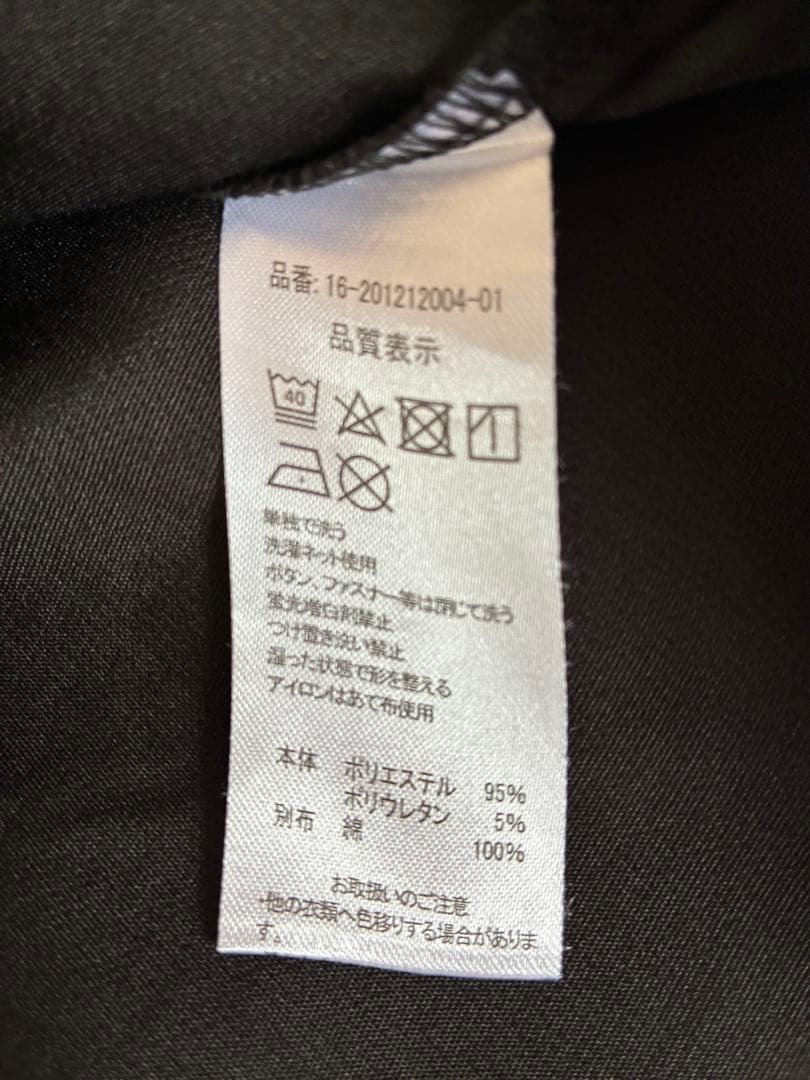 品番: 16-201212004-01
品質表示
40
単独で洗う
洗濯ネット使用
ボタン、ファスナー等は閉じて洗う
蛍光増白剤禁止
つけ置き洗い禁止
湿った状態で形を整える
アイロンはあて布使用
本体 ポリエステル 95%
ポリウレタン 5%
別布 綿 100%
お取扱いのご注意
・他の衣類へ色移りする場合がありま
す。